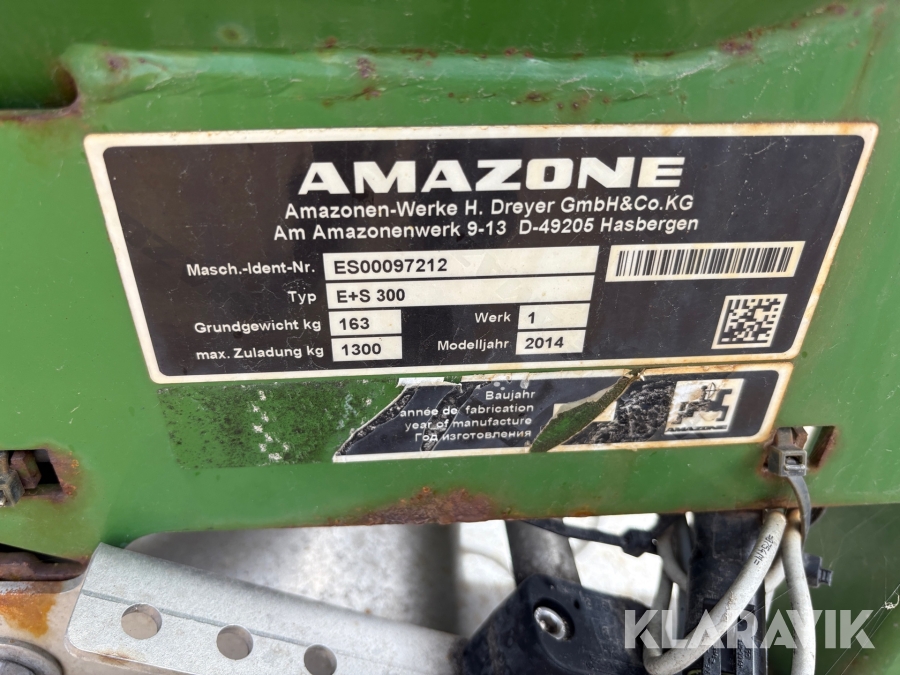 AMAZONE
Amazonen-Werke H. Dreyer GmbH&Co.KG
Am Amazonenwerk 9-13 D-49205 Hasbergen
Masch.-Ident-Nr. ES00097212
Typ E+S 300
Grundgewicht kg 163 Werk 1
max. Zuladung kg 1300 Modelljahr 2014
Baujahr
année de fabrication
year of manufacture
Год изготовления
AMAZONE
KLARAVIK